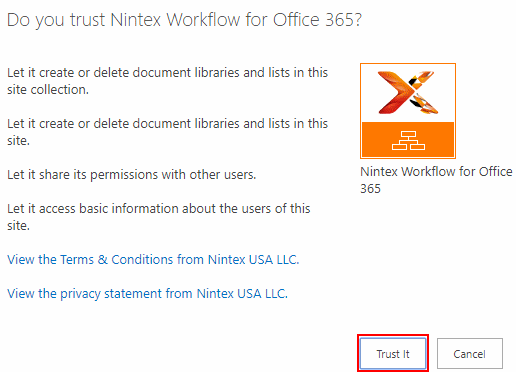 Do you trust Nintex Workflow for Office 365?
Let it create or delete document libraries and lists in this
site collection.
Let it create or delete document libraries and lists in this
site.
Let it share its permissions with other users.
Let it access basic information about the users of this
site.
View the Terms & Conditions from Nintex USA LLC.
View the privacy statement from Nintex USA LLC.
Nintex Workflow for Office
365
Trust It
Cancel